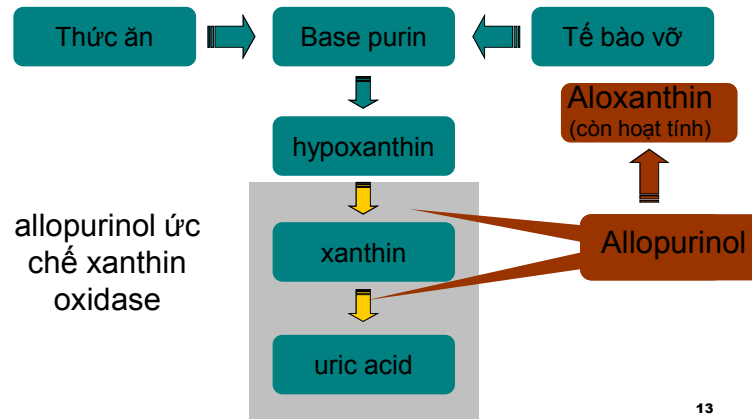 Thức ăn
Base purin
Tế bào vỡ
Aloxanthin
(còn hoạt tính)
hypoxanthin
allopurinol ức
chế xanthin
oxidase
xanthin
Allopurinol
uric acid
13